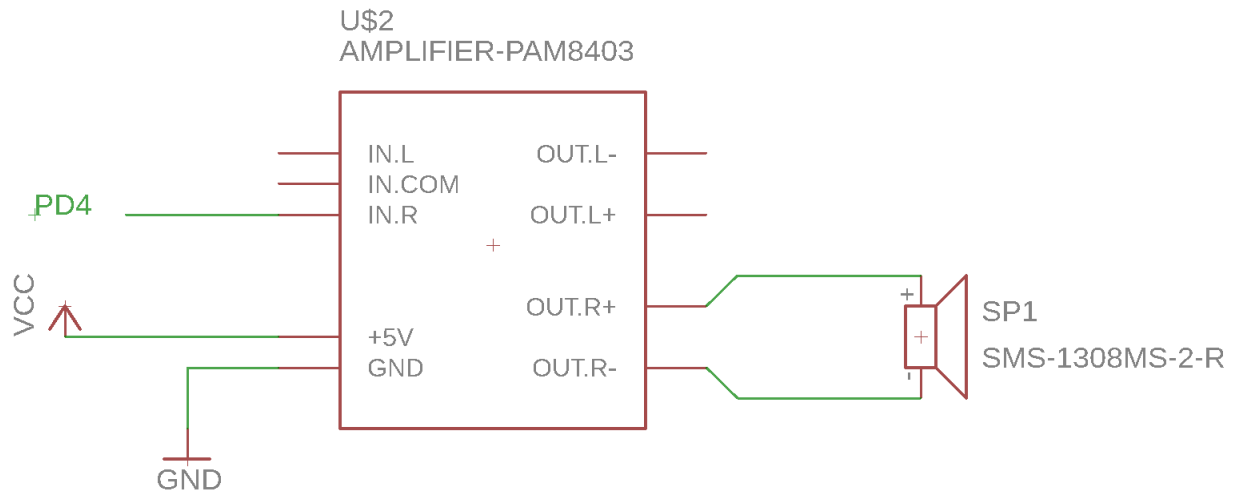 U$2
AMPLIFIER-PAM8403
IN.L
OUT.L-
IN.COM
PD4
IN.R
OUT.L+
VCC
OUT.R+
+
SP1
+5V
GND
OUT.R-
-
SMS-1308MS-2-R
GND